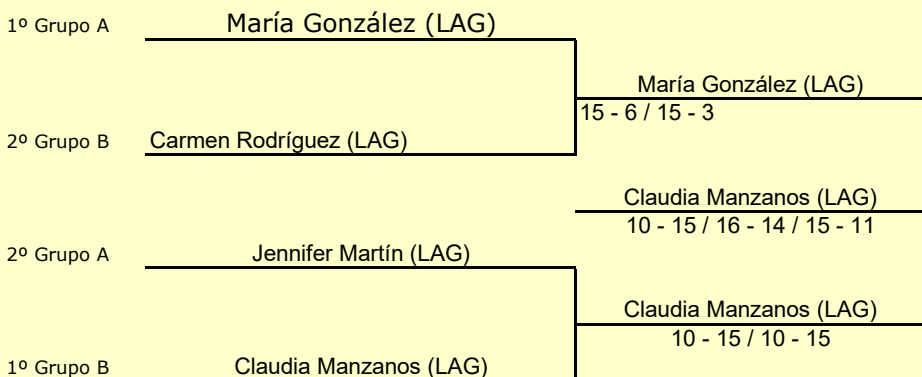 1º Grupo A María González (LAG)
María González (LAG)
15 - 6 / 15 - 3
2º Grupo B Carmen Rodríguez (LAG)
Claudia Manzanos (LAG)
10 - 15 / 16 - 14 / 15 - 11
2º Grupo A Jennifer Martín (LAG)
Claudia Manzanos (LAG)
10 - 15 / 10 - 15
1º Grupo B Claudia Manzanos (LAG)